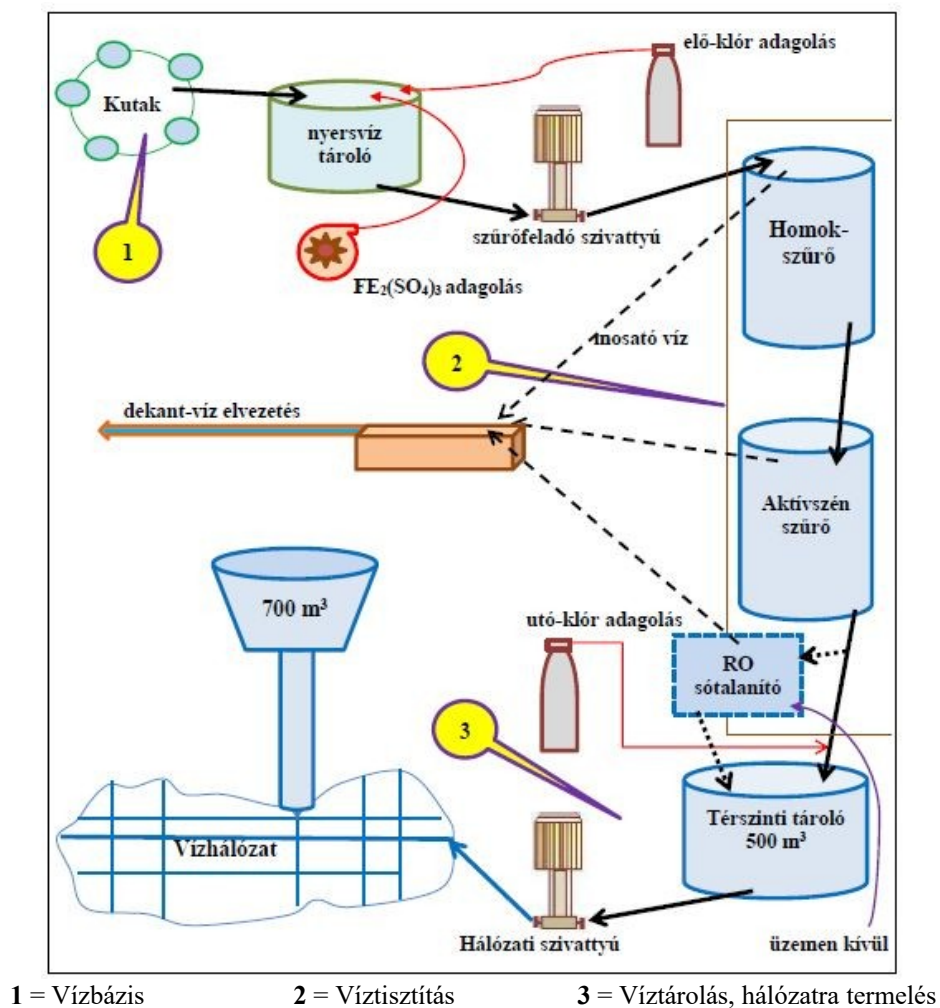 elő-klór adagolás
Kutak
nyersvíz
tároló
1
szűrőfeladó szivattyú
Homok-
szűrő
FE₂(SO₄)₃ adagolás
mosató víz
2
dekant-víz elvezetés
Aktívszén
szűrő
700 m³
utó-klór adagolás
RO
sótalanító
3
Térszinti tároló
500 m³
Vízhálózat
Hálózati szivattyú
üzemen kívül
1 = Vízbázis 2 = Víztisztítás 3 = Víztárolás, hálózatra termelés